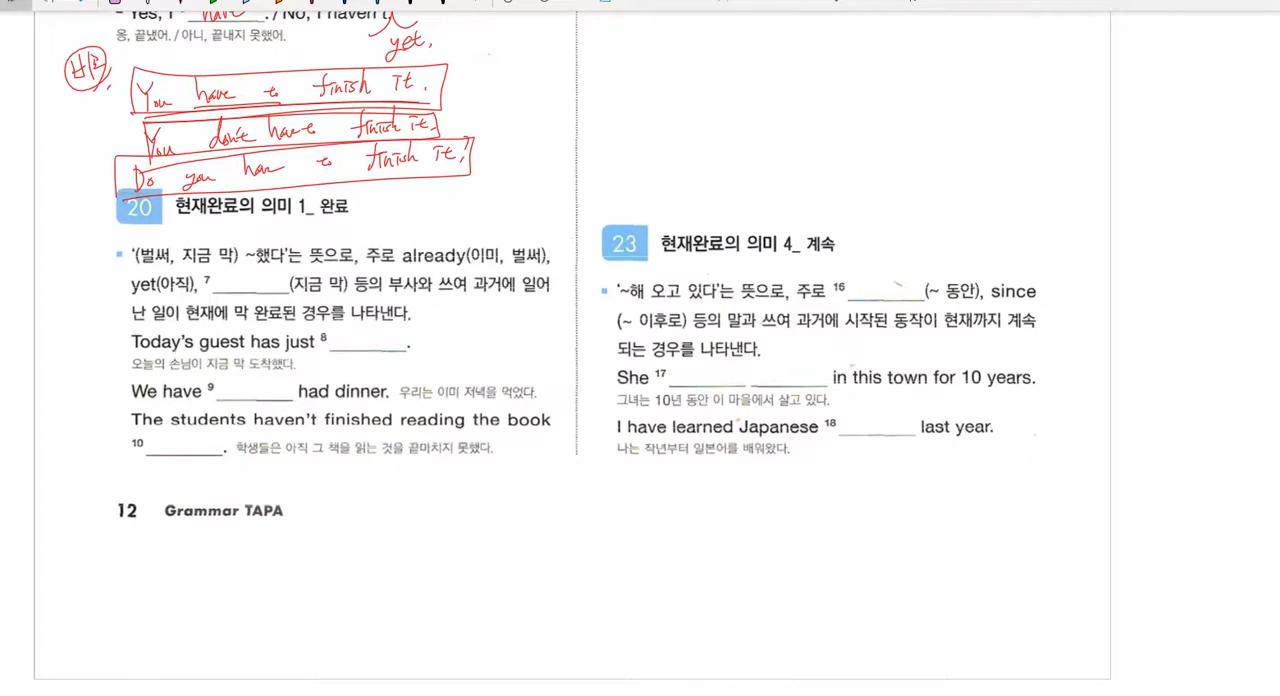 - Yes, I have. / No, I haven't.
응, 끝냈어. / 아니, 끝내지 못했어.
yet.
비교
You have to finish it.
You don't have to finish it.
Do you have to finish it?
20 현재완료의 의미 1_ 완료
'(벌써, 지금 막) ~했다'는 뜻으로, 주로 already(이미, 벌써),
yet(아직), 7 ________ (지금 막) 등의 부사와 쓰여 과거에 일어
난 일이 현재에 막 완료된 경우를 나타낸다.
Today's guest has just 8 ________.
오늘의 손님이 지금 막 도착했다.
We have 9 ________ had dinner. 우리는 이미 저녁을 먹었다.
The students haven't finished reading the book
10 ________. 학생들은 아직 그 책을 읽는 것을 끝마치지 못했다.
12 Grammar TAPA
23 현재완료의 의미 4_ 계속
'~해 오고 있다'는 뜻으로, 주로 16 ________ (~ 동안), since
(~ 이후로) 등의 말과 쓰여 과거에 시작된 동작이 현재까지 계속
되는 경우를 나타낸다.
She 17 ________ ________ in this town for 10 years.
그녀는 10년 동안 이 마을에서 살고 있다.
I have learned Japanese 18 ________ last year.
나는 작년부터 일본어를 배워왔다.